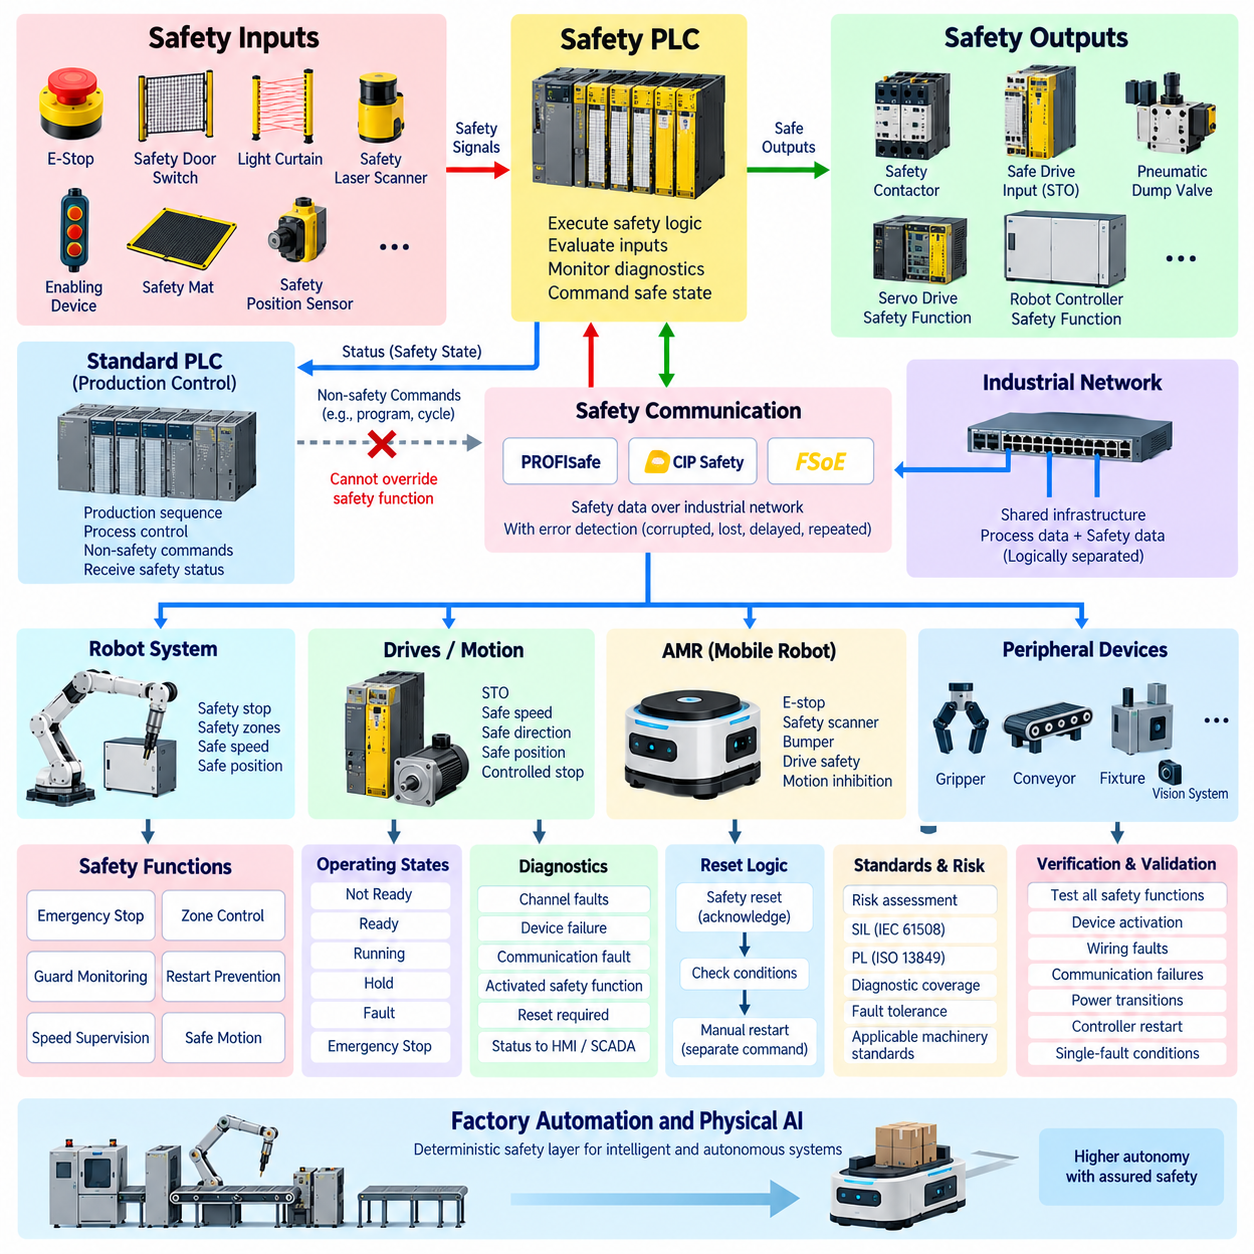 Safety Inputs
E-Stop
Safety Door
Switch
Light Curtain
Safety
Laser Scanner
Enabling
Device
Safety Mat
Safety
Position Sensor
...
Safety
Signals
Safety PLC
Execute safety logic
Evaluate inputs
Monitor diagnostics
Command safe state
Safe
Outputs
Safety Outputs
Safety
Contactor
Safe Drive
Input (STO)
Pneumatic
Dump Valve
Servo Drive
Safety Function
Robot Controller
Safety Function
...
Standard PLC
(Production Control)
Production sequence
Process control
Non-safety commands
Receive safety status
Status (Safety State)
Non-safety Commands
(e.g., program, cycle)
Cannot override
safety function
Safety Communication
PROFISafe
CIP Safety
FSoE
Safety data over industrial network
With error detection (corrupted, lost, delayed, repeated)
Industrial Network
Shared infrastructure
Process data + Safety data
(Logically separated)
Robot System
Safety stop
Safety zones
Safe speed
Safe position
Drives / Motion
STO
Safe speed
Safe direction
Safe position
Controlled stop
AMR (Mobile Robot)
E-stop
Safety scanner
Bumper
Drive safety
Motion inhibition
Peripheral Devices
Gripper
Conveyor
Fixture
Vision System
...
Safety Functions
Emergency Stop
Zone Control
Guard Monitoring
Restart Prevention
Speed Supervision
Safe Motion
Operating States
Not Ready
Ready
Running
Hold
Fault
Emergency Stop
Diagnostics
Channel faults
Device failure
Communication fault
Activated safety function
Reset required
Status to HMI / SCADA
Reset Logic
Safety reset
(acknowledge)
Check conditions
Manual restart
(separate command)
Standards & Risk
Risk assessment
SIL (IEC 61508)
PL (ISO 13849)
Diagnostic coverage
Fault tolerance
Applicable machinery
standards
Verification & Validation
Test all safety functions
Device activation
Wiring faults
Communication failures
Power transitions
Controller restart
Single-fault conditions
Factory Automation and Physical AI
Deterministic safety layer for intelligent and autonomous systems
Higher autonomy
with assured safety